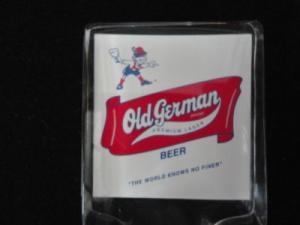 Old German
PREMIUM LAGER
BEER
"THE WORLD KNOWS NO FINER"